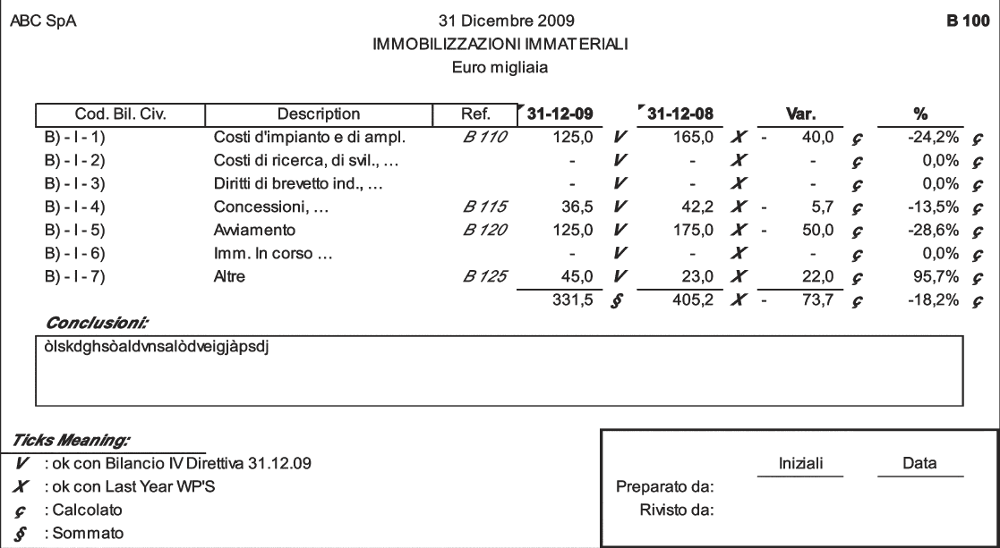 ABC SpA 31 Dicembre 2009 B 100
IMMOBILIZZAZIONI IMMATERIALI
Euro migliaia
Cod. Bil. Civ. Description Ref. 31-12-09 31-12-08 Var. %
B) - I - 1) Costi d'impianto e di ampl. B 110 125,0 V 165,0 X - 40,0 ç -24,2% ç
B) - I - 2) Costi di ricerca, di svil., … - V - X - ç 0,0% ç
B) - I - 3) Diritti di brevetto ind., … - V - X - ç 0,0% ç
B) - I - 4) Concessioni, … B 115 36,5 V 42,2 X - 5,7 ç -13,5% ç
B) - I - 5) Avviamento B 120 125,0 V 175,0 X - 50,0 ç -28,6% ç
B) - I - 6) Imm. In corso … - V - X - ç 0,0% ç
B) - I - 7) Altre B 125 45,0 V 23,0 X 22,0 ç 95,7% ç
331,5 § 405,2 X - 73,7 ç -18,2% ç
Conclusioni:
òlskdghsòaldvnsalòdveigjàpsdj
Ticks Meaning:
V : ok con Bilancio IV Direttiva 31.12.09
X : ok con Last Year WP'S
ç : Calcolato
§ : Sommato
Iniziali Data
Preparato da:
Rivisto da: